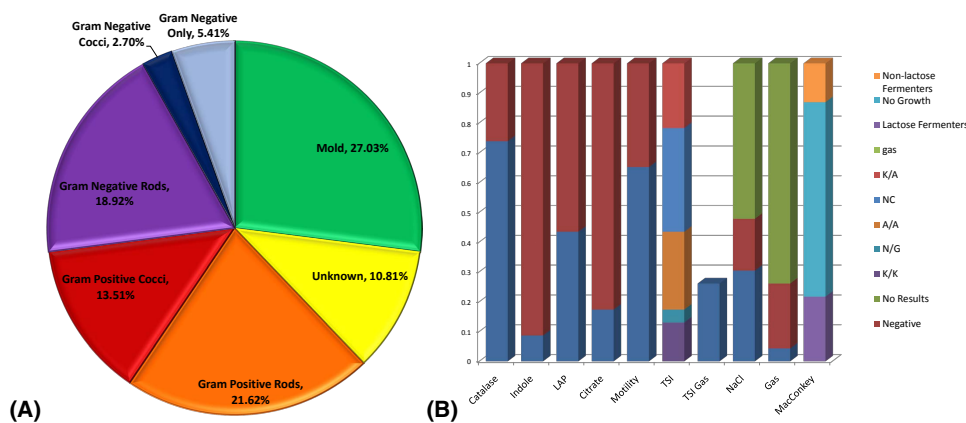 Gram Negative
Cocci, 2.70%
Gram Negative
Only, 5.41%
Mold, 27.03%
Unknown, 10.81%
Gram Positive Rods,
21.62%
Gram Positive Cocci,
13.51%
Gram Negative Rods,
18.92%
(A)
1
0.9
0.8
0.7
0.6
0.5
0.4
0.3
0.2
0.1
0
Catalase
Indole
LAP
Citrate
Motility
TSI
TSI Gas
NaCl
Gas
MacConkey
Non-lactose
Fermenters
No Growth
Lactose Fermenters
gas
K/A
NC
A/A
N/G
K/K
No Results
Negative
(B)